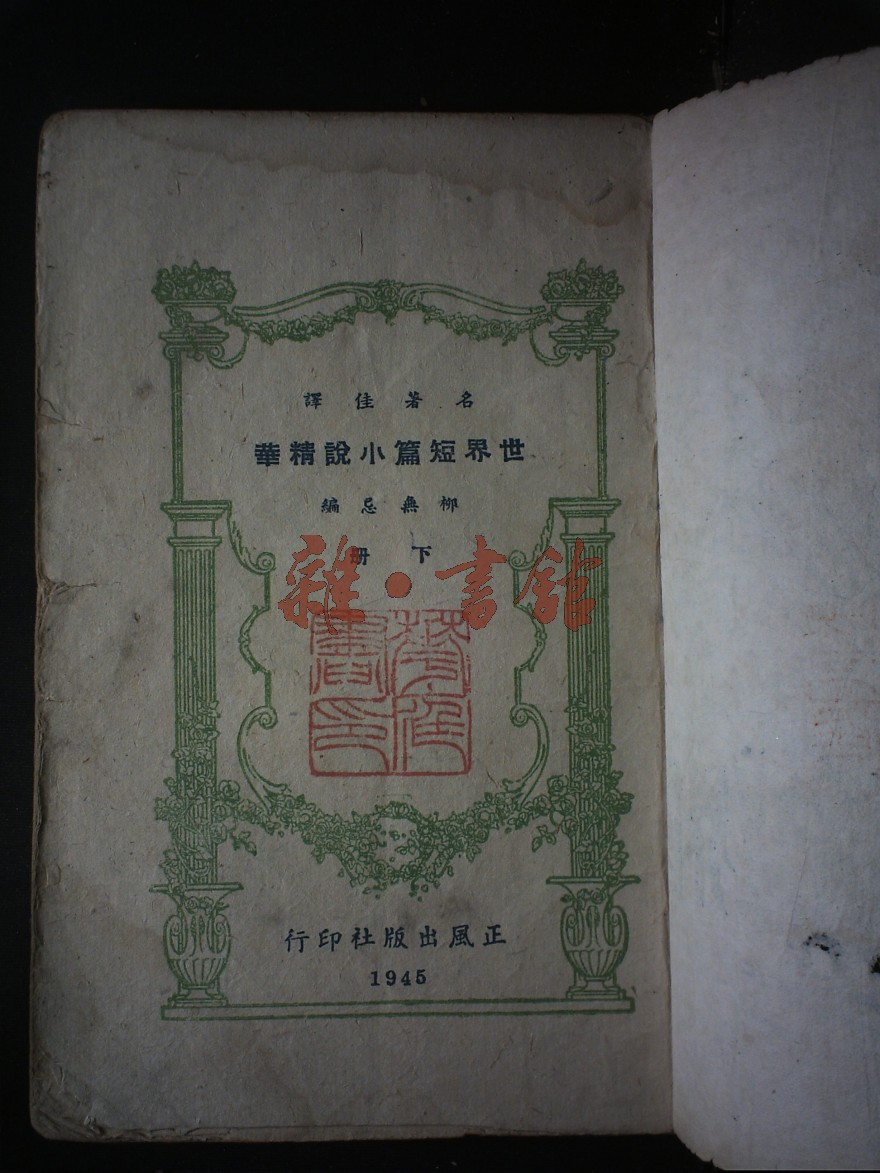 名著佳譯
世界短篇小說精華
柳無忌編
下冊
雜·書館
正風出版社印行
1945